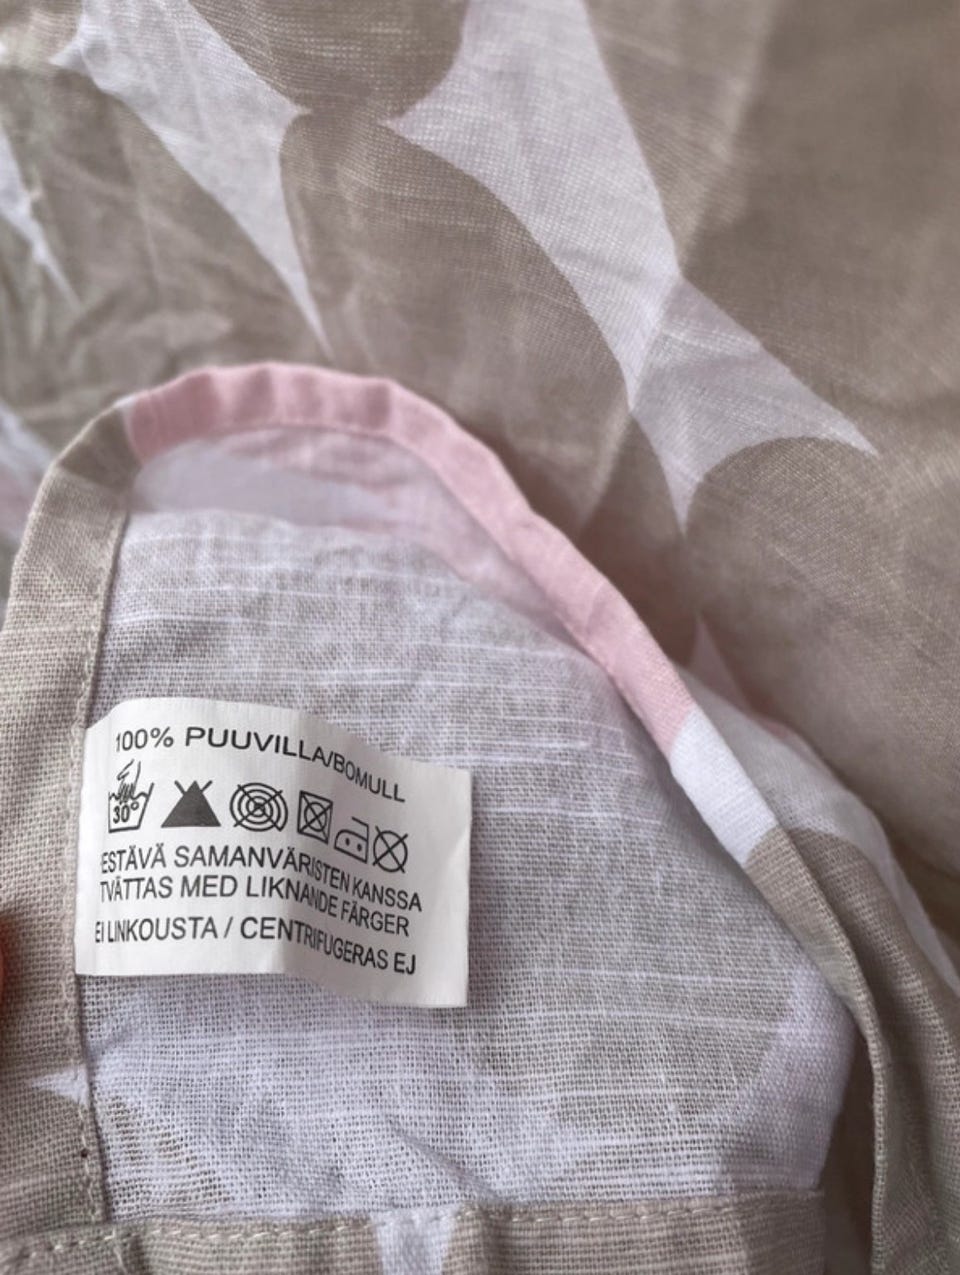 100% PUUVILLA/BOMULL
30°
ESTÄVÄ SAMANVÄRISTEN KANSSA
TVÄTTAS MED LIKNANDE FÄRGER
EI LINKOUSTA / CENTRIFUGERAS EJ